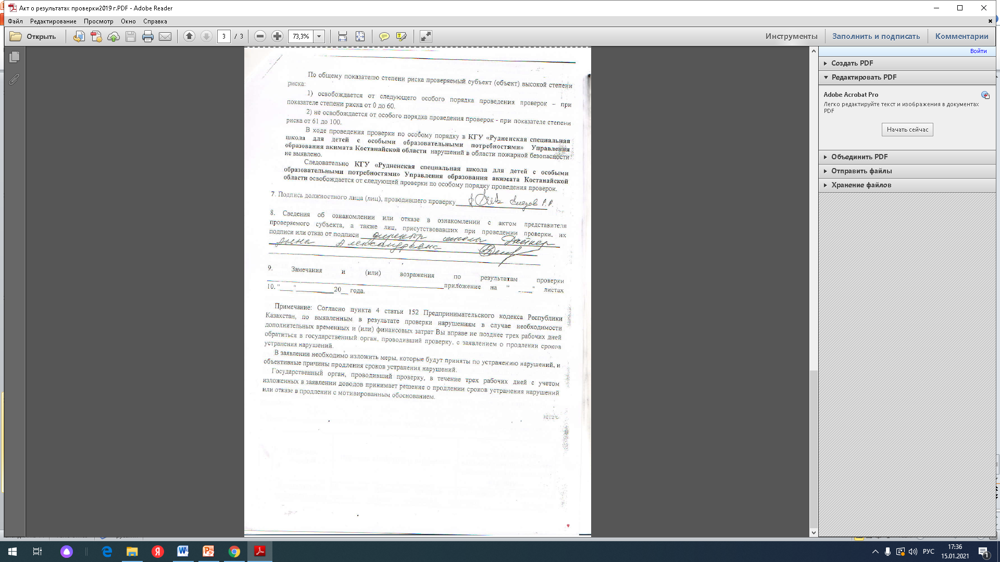 Акт о результатах проверки2019 г.PDF - Adobe Reader
Файл Редактирование Просмотр Окно Справка
Открыть 3 / 3 73,3% Инструменты Заполнить и подписать Комментарии
Войти
Создать PDF
Редактировать PDF
Adobe Acrobat Pro
Легко редактируйте текст и изображения в документах
PDF
Начать сейчас
Объединить PDF
Отправить файлы
Хранение файлов
По общему показателю степени риска проверяемый субъект (объект) высокой степени
риска:
1) освобождается от следующего особого порядка проведения проверок – при
показателе степени риска от 0 до 60.
2) не освобождается от особого порядка проведения проверок - при показателе степени
риска от 61 до 100.
В ходе проведения проверки по особому порядку в КГУ «Рудненская специальная
школа для детей с особыми образовательными потребностями» Управления
образования акимата Костанайской области нарушений в области пожарной безопасности
не выявлено.
Следовательно КГУ «Рудненская специальная школа для детей с особыми
образовательными потребностями» Управления образования акимата Костанайской
области освобождается от следующей проверки по особому порядку проведения проверок.
7. Подпись должностного лица (лиц), проводившего проверку
8. Сведения об ознакомлении или отказе в ознакомлении с актом представителя
проверяемого субъекта, а также лиц, присутствовавших при проведении проверки, их
подписи или отказ от подписи директор школы
Анна Александровна
9. Замечания и (или) возражения по результатам проверки
приложение на "____" листах
10. "____"__________20__ года.
Примечание: Согласно пункта 4 статьи 152 Предпринимательского кодекса Республики
Казахстан, по выявленным в результате проверки нарушениям в случае необходимости
дополнительных временных и (или) финансовых затрат Вы вправе не позднее трех рабочих дней
обратиться в государственный орган, проводивший проверку, с заявлением о продлении сроков
устранения нарушений.
В заявлении необходимо изложить меры, которые будут приняты по устранению нарушений, и
объективные причины продления сроков устранения нарушений.
Государственный орган, проводивший проверку, в течение трех рабочих дней с учетом
изложенных в заявлении доводов принимает решение о продлении сроков устранения нарушений
или отказе в продлении с мотивированным обоснованием.
РУС 17:36
15.01.2021